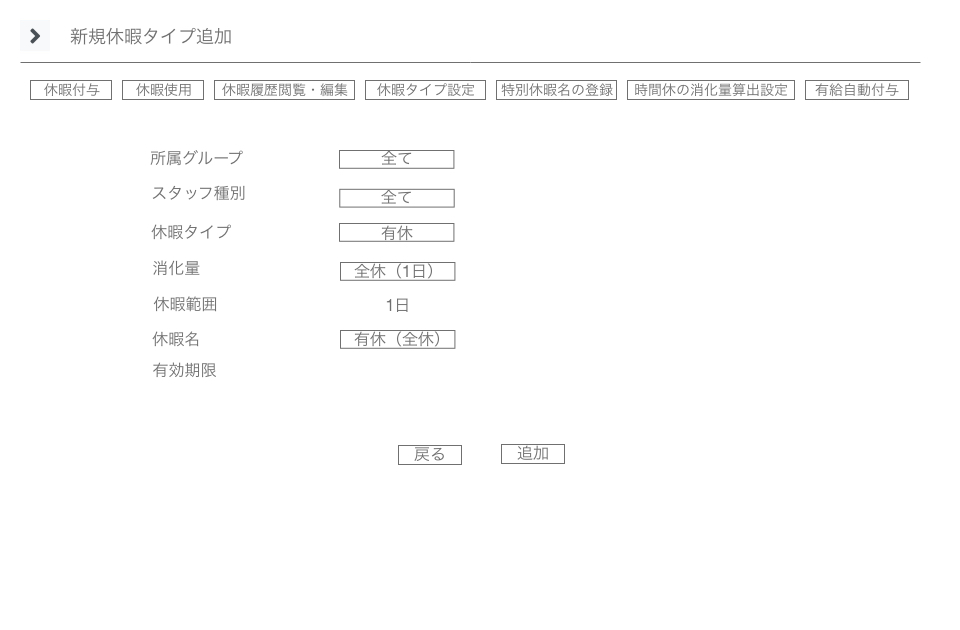 新規休暇タイプ追加
休暇付与 休暇使用 休暇履歴閲覧・編集 休暇タイプ設定 特別休暇名の登録 時間休の消化量算出設定 有給自動付与
所属グループ 全て
スタッフ種別 全て
休暇タイプ 有休
消化量 全休（1日）
休暇範囲 1日
休暇名 有休（全休）
有効期限
戻る 追加